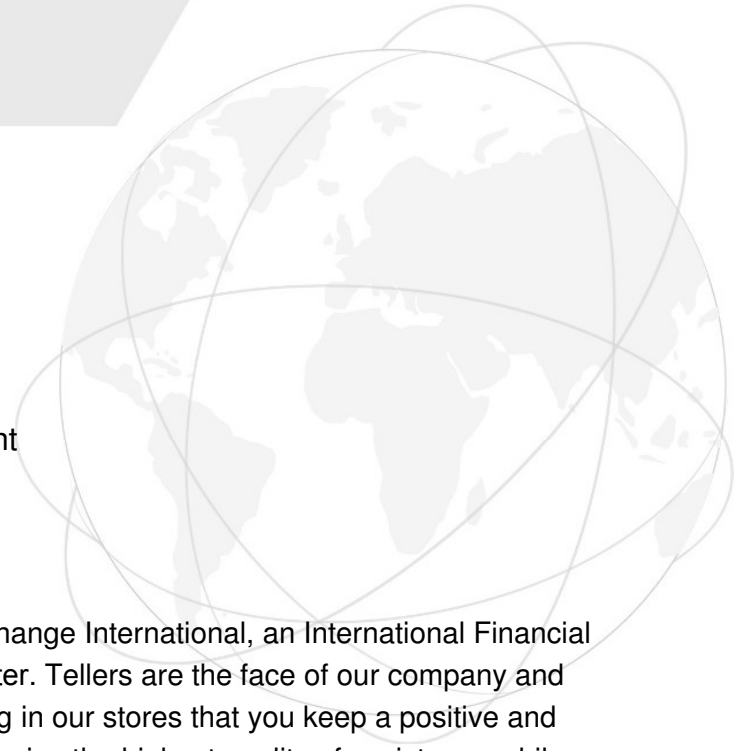 nt
hange International, an International Financial
ter. Tellers are the face of our company and
g in our stores that you keep a positive and